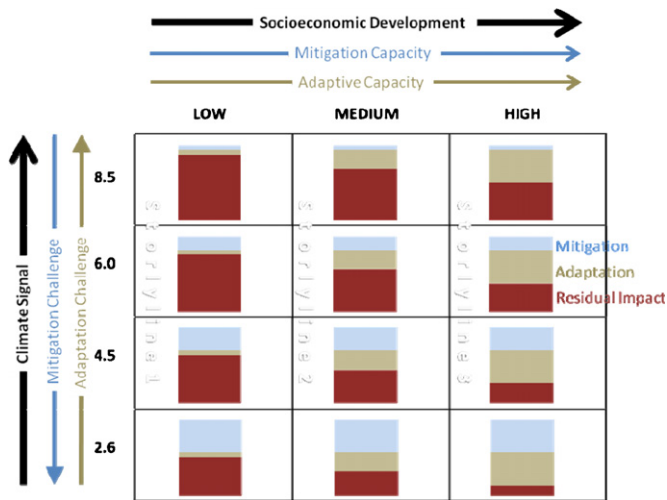 Socioeconomic Development
Mitigation Capacity
Adaptive Capacity
LOW MEDIUM HIGH
Climate Signal
Mitigation Challenge
Adaptation Challenge
8.5
6.0
4.5
2.6
Mitigation
Adaptation
Residual Impact